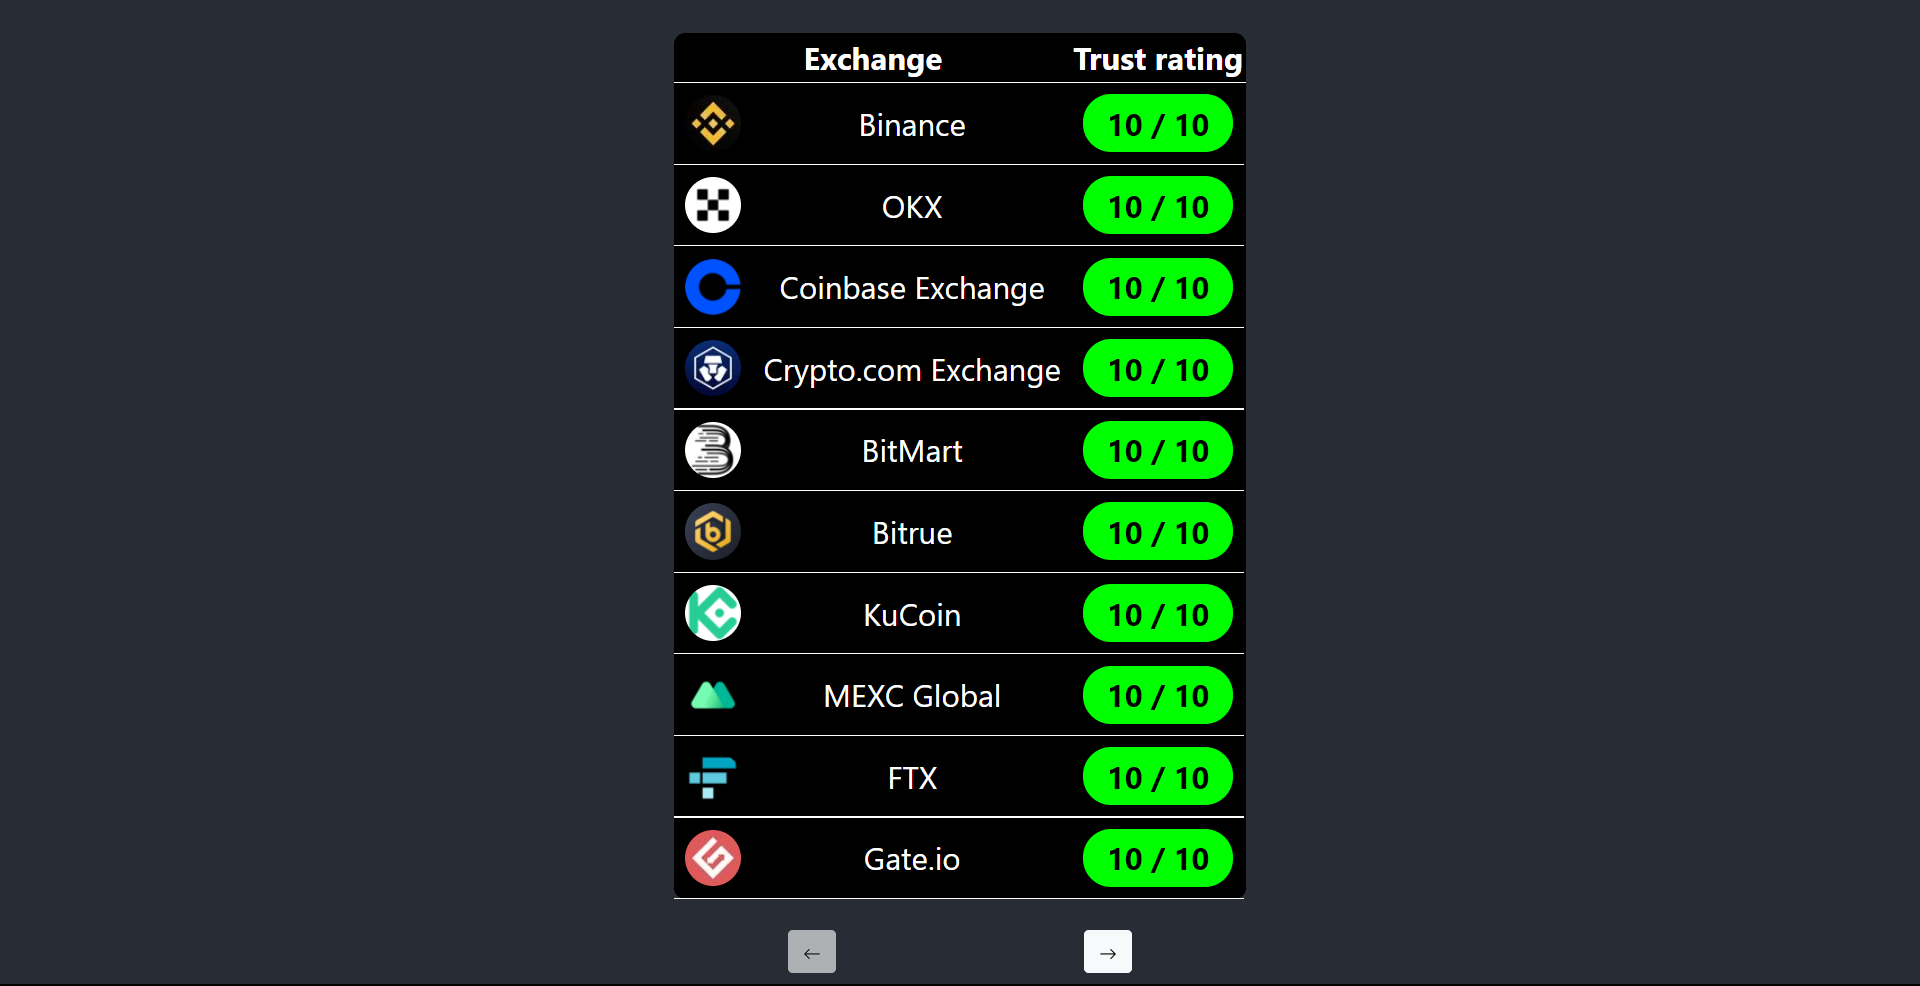 Exchange Trust rating
Binance 10 / 10
OKX 10 / 10
Coinbase Exchange 10 / 10
Crypto.com Exchange 10 / 10
BitMart 10 / 10
Bitrue 10 / 10
KuCoin 10 / 10
MEXC Global 10 / 10
FTX 10 / 10
Gate.io 10 / 10
← →